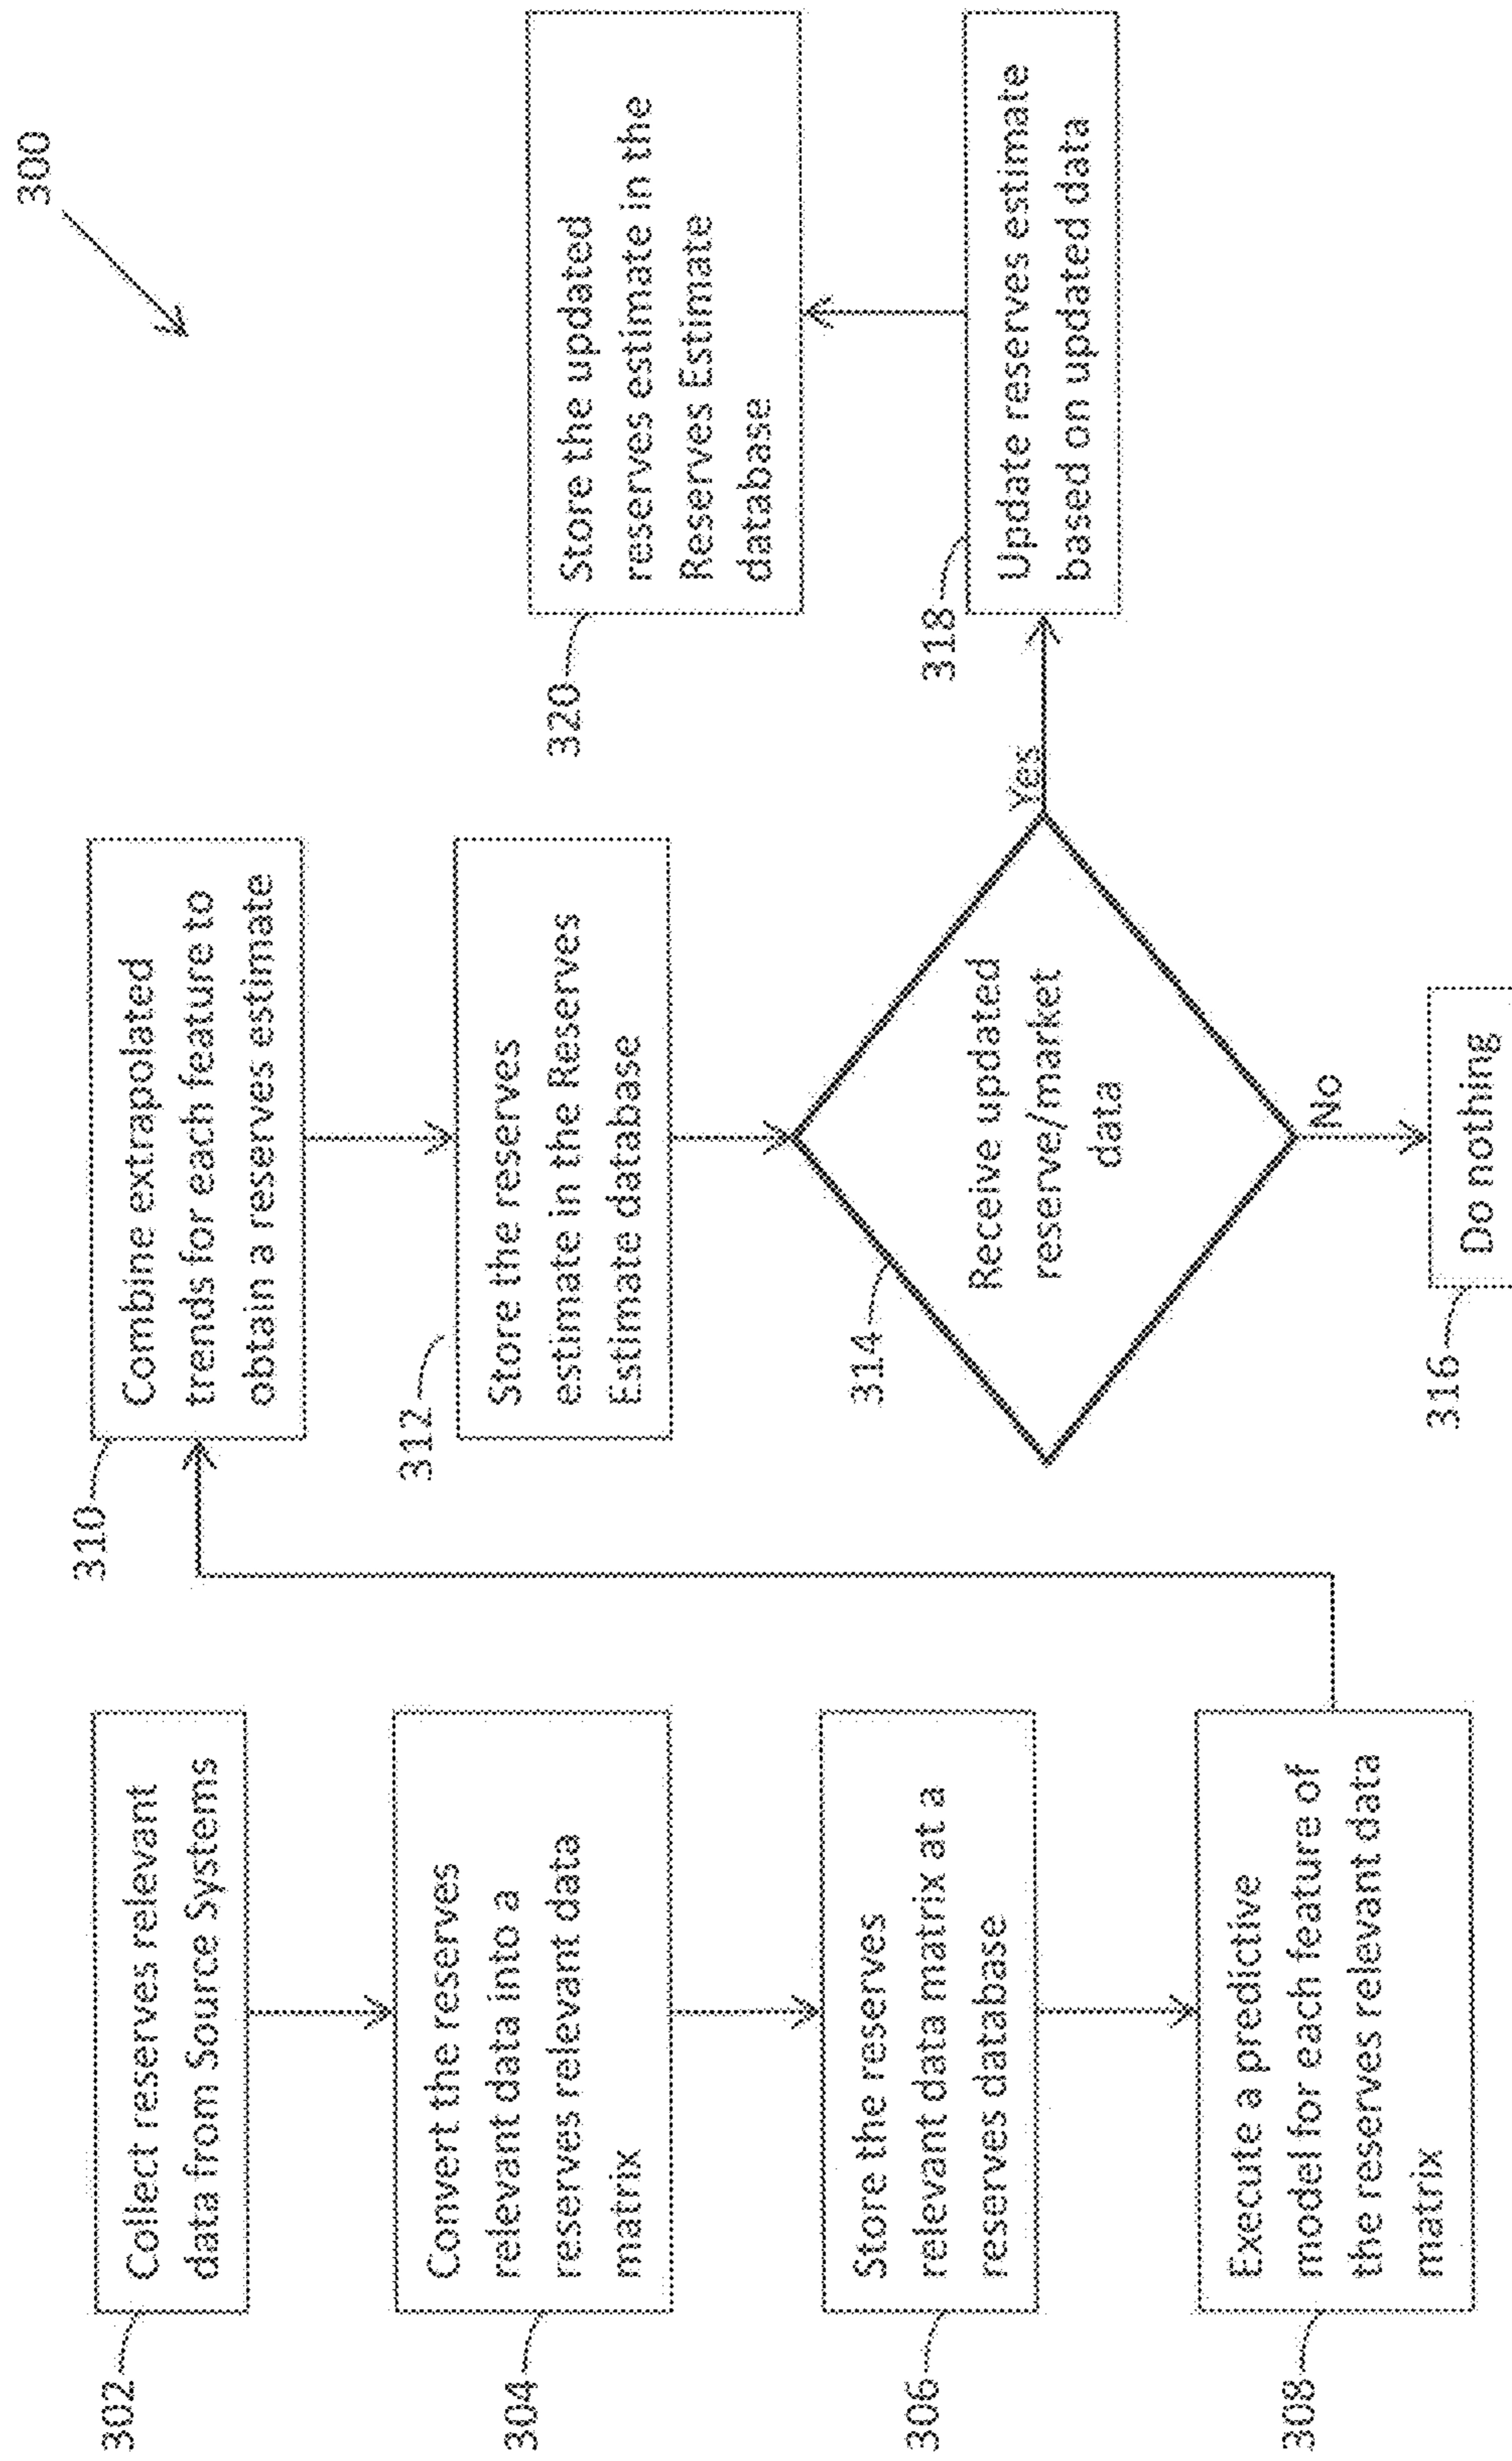 300
302
Collect reserves relevant
data from Source Systems
304
Convert the reserves
relevant data into a
reserves relevant data
matrix
306
Store the reserves
relevant data matrix at a
reserves database
308
Execute a predictive
model for each feature of
the reserves relevant data
matrix
310
Combine extrapolated
trends for each feature to
obtain a reserves estimate
312
Store the reserves
estimate in the Reserves
Estimate database
314
Receive updated
reserve/market
data
Yes
No
316
Do nothing
318
Update reserves estimate
based on updated data
320
Store the updated
reserves estimate in the
Reserves Estimate
database